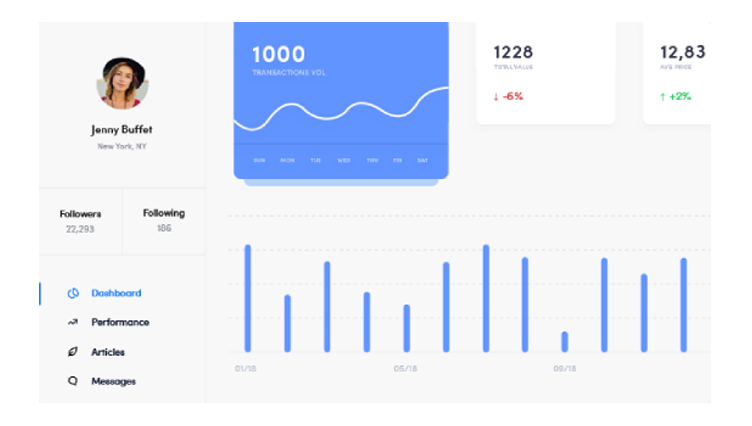 Jenny Buffet
New York, NY
Followers
22,293
Following
186
Dashboard
Performance
Articles
Messages
1000
TRANSACTIONS VOL
SUN MON TUE WED THU FRI SAT
1228
TOTAL VALUE
↓ -6%
12,83
AVG PRICE
↑ +2%
01/18 05/18 09/18